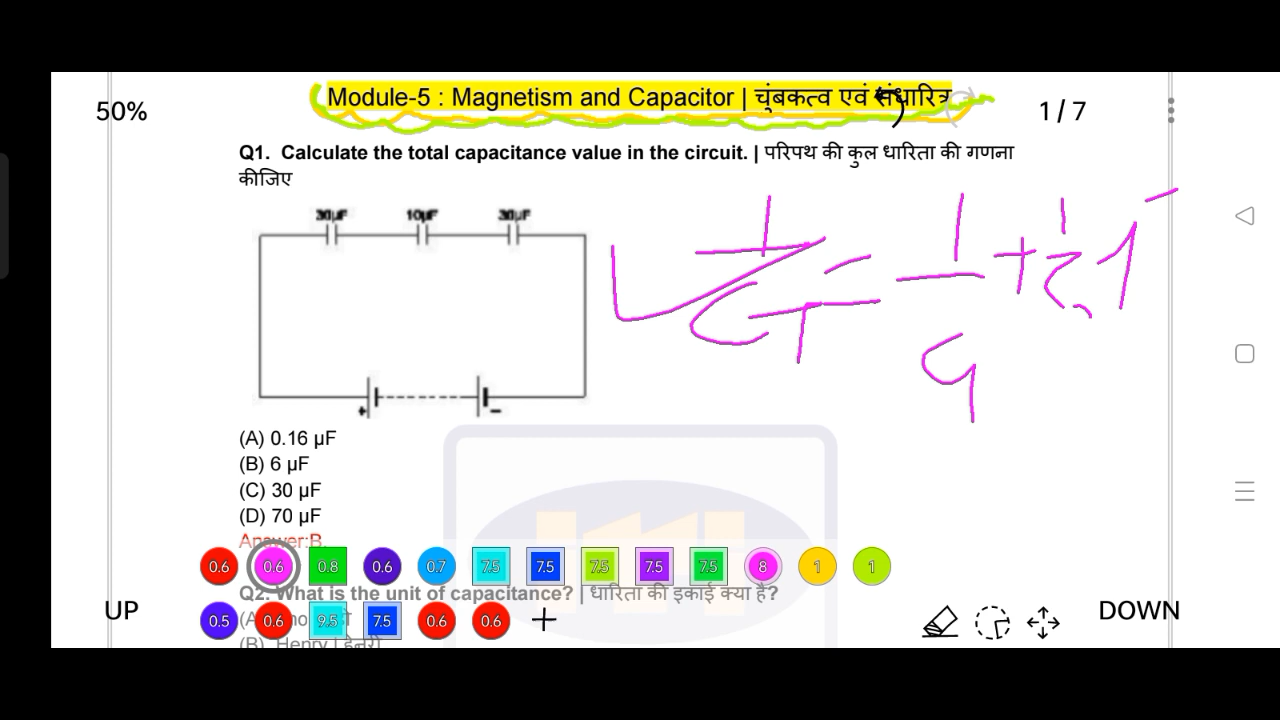 Module-5 : Magnetism and Capacitor | चुंबकत्व एवं संधारित्र
50%
1 / 7
Q1. Calculate the total capacitance value in the circuit. | परिपथ की कुल धारिता की गणना
कीजिए
30µF 10µF 30µF
+ −
(A) 0.16 µF
(B) 6 µF
(C) 30 µF
(D) 70 µF
Answer:B
0.6 0.6 0.8 0.6 0.7 7.5 7.5 7.5 7.5 7.5 8 1 1
Q2. What is the unit of capacitance? | धारिता की इकाई क्या है?
UP
0.5 0.6 9.5 7.5 0.6 0.6 +
DOWN
(B) Henry | हेनरी